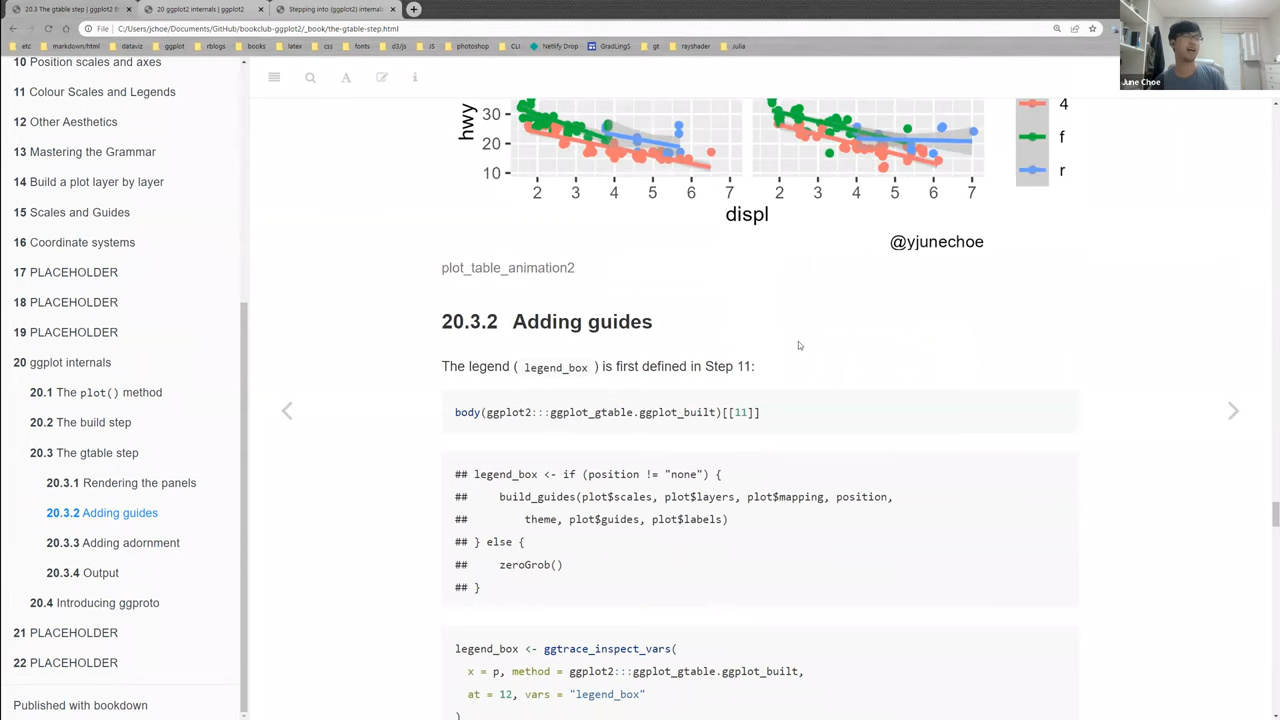 20.3 The gtable step | ggplot2 B
20 ggplot2 internals | ggplot2
Stepping into {ggplot2} internal
File C:/Users/jchoe/Documents/GitHub/bookclub-ggplot2/_book/the-gtable-step.html
etc markdown/html dataviz ggplot rblogs books latex css fonts d3/js JS photoshop CLI Netlify Drop GradLingS gt rayshader Julia
June Choe
10 Position scales and axes
11 Colour Scales and Legends
12 Other Aesthetics
13 Mastering the Grammar
14 Build a plot layer by layer
15 Scales and Guides
16 Coordinate systems
17 PLACEHOLDER
18 PLACEHOLDER
19 PLACEHOLDER
20 ggplot internals
20.1 The plot() method
20.2 The build step
20.3 The gtable step
20.3.1 Rendering the panels
20.3.2 Adding guides
20.3.3 Adding adornment
20.3.4 Output
20.4 Introducing ggproto
21 PLACEHOLDER
22 PLACEHOLDER
Published with bookdown
hwy
30
20
10
2 3 4 5 6 7 2 3 4 5 6 7
displ
4
f
r
@yjunechoe
plot_table_animation2
20.3.2 Adding guides
The legend ( legend_box ) is first defined in Step 11:
body(ggplot2:::ggplot_gtable.ggplot_built)[[11]]
## legend_box <- if (position != "none") {
##     build_guides(plot$scales, plot$layers, plot$mapping, position,
##         theme, plot$guides, plot$labels)
## } else {
##     zeroGrob()
## }
legend_box <- ggtrace_inspect_vars(
  x = p, method = ggplot2:::ggplot_gtable.ggplot_built,
  at = 12, vars = "legend_box"
)